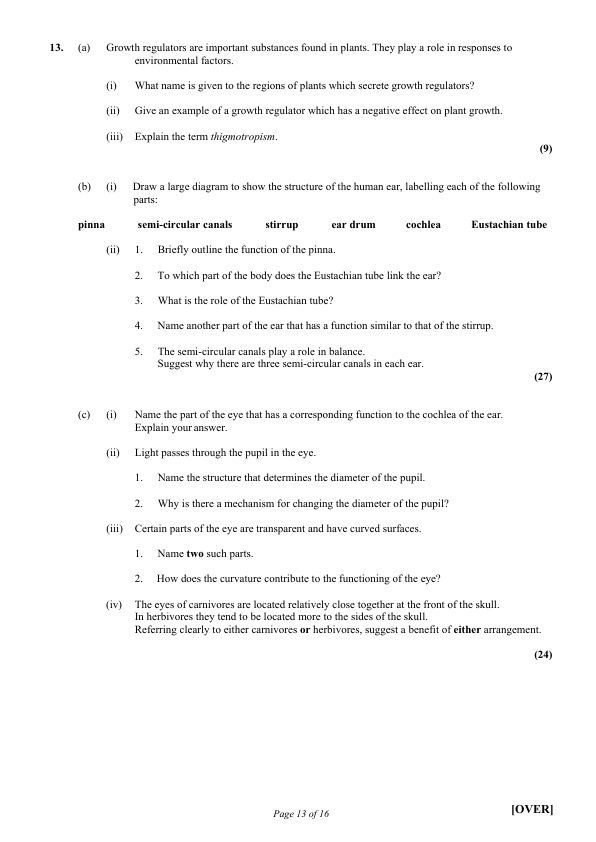 13. (a) Growth regulators are important substances found in plants. They play a role in responses to
environmental factors.
(i) What name is given to the regions of plants which secrete growth regulators?
(ii) Give an example of a growth regulator which has a negative effect on plant growth.
(iii) Explain the term thigmotropism.
(9)
(b) (i) Draw a large diagram to show the structure of the human ear, labelling each of the following
parts:
pinna semi-circular canals stirrup ear drum cochlea Eustachian tube
(ii) 1. Briefly outline the function of the pinna.
2. To which part of the body does the Eustachian tube link the ear?
3. What is the role of the Eustachian tube?
4. Name another part of the ear that has a function similar to that of the stirrup.
5. The semi-circular canals play a role in balance.
Suggest why there are three semi-circular canals in each ear.
(27)
(c) (i) Name the part of the eye that has a corresponding function to the cochlea of the ear.
Explain your answer.
(ii) Light passes through the pupil in the eye.
1. Name the structure that determines the diameter of the pupil.
2. Why is there a mechanism for changing the diameter of the pupil?
(iii) Certain parts of the eye are transparent and have curved surfaces.
1. Name two such parts.
2. How does the curvature contribute to the functioning of the eye?
(iv) The eyes of carnivores are located relatively close together at the front of the skull.
In herbivores they tend to be located more to the sides of the skull.
Referring clearly to either carnivores or herbivores, suggest a benefit of either arrangement.
(24)
Page 13 of 16
[OVER]